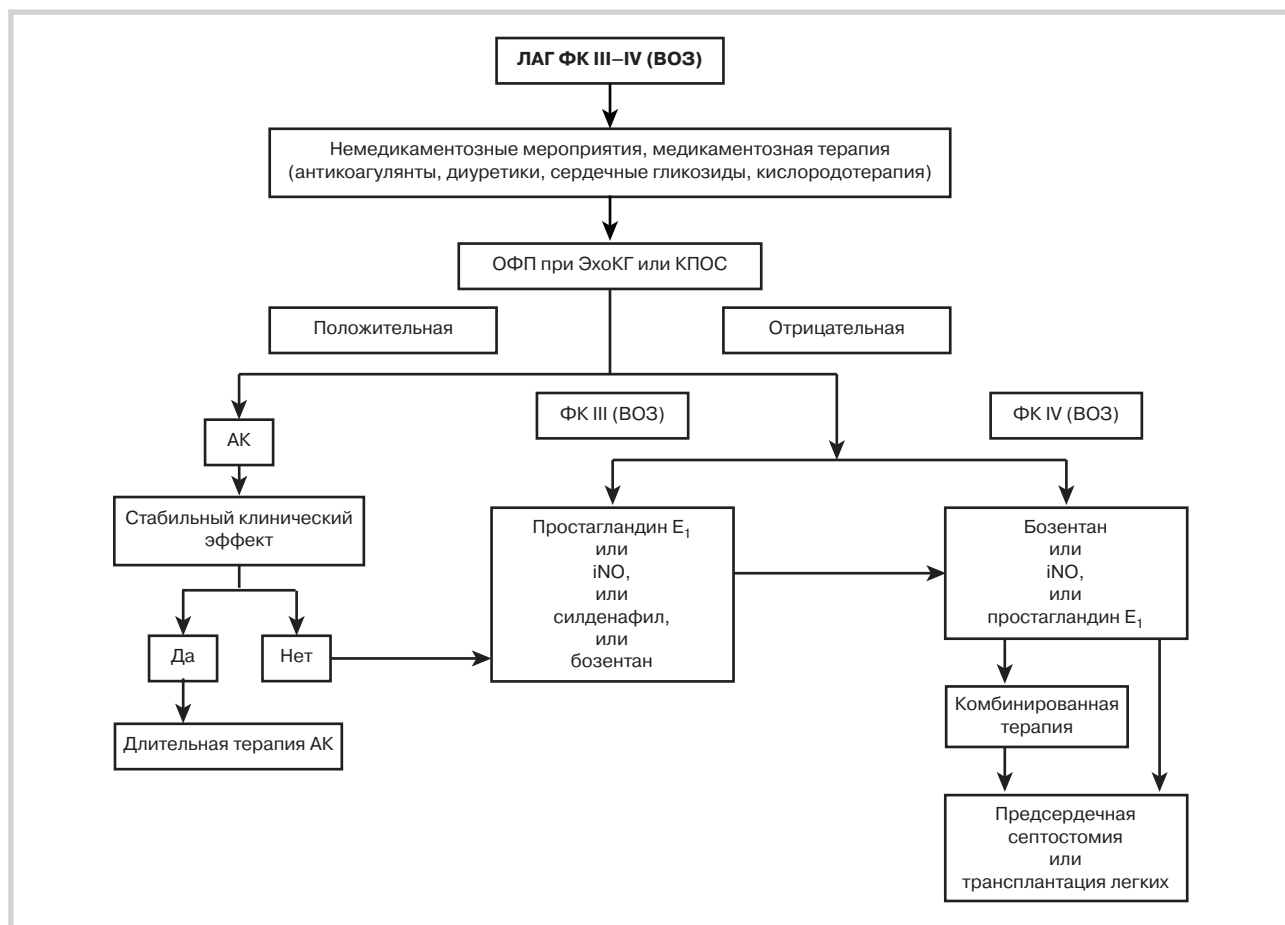 ЛАГ ФК III–IV (ВОЗ)
Немедикаментозные мероприятия, медикаментозная терапия
(антикоагулянты, диуретики, сердечные гликозиды, кислородотерапия)
ОФП при ЭхоКГ или КПОС
Положительная
Отрицательная
ФК III (ВОЗ)
ФК IV (ВОЗ)
АК
Стабильный клинический
эффект
Да
Нет
Длительная терапия АК
Простагландин Е₁
или
iNO,
или
силденафил,
или
бозентан
Бозентан
или
iNO,
или
простагландин Е₁
Комбинированная
терапия
Предсердечная
септостомия
или
трансплантация легких